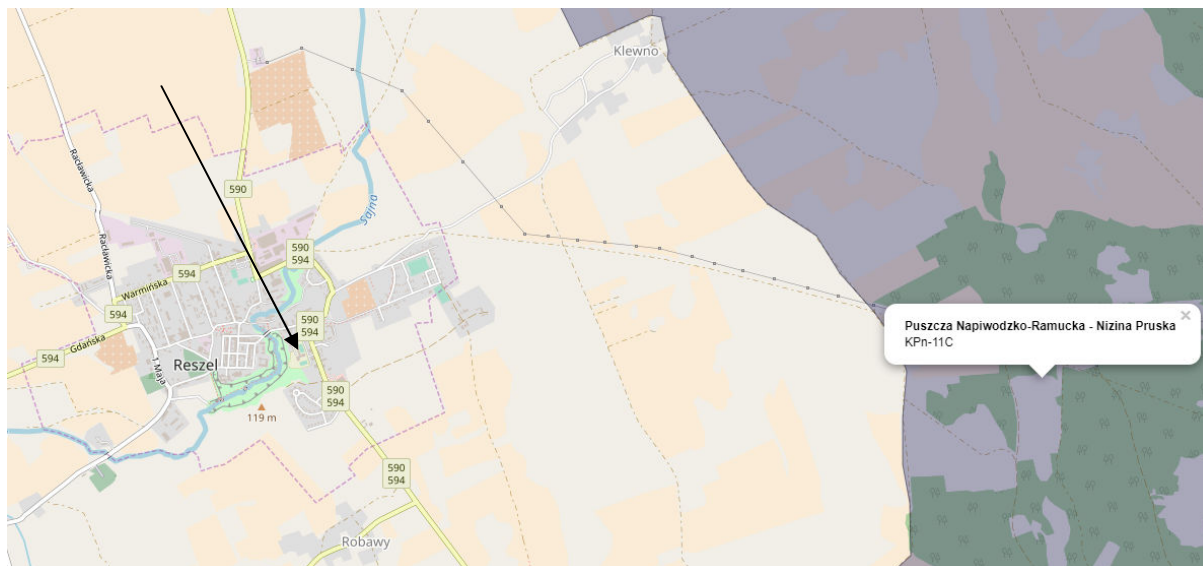 Klewno
Racławicka
590
Sajna
Racławicka
590
594
594
Warmińska
594
590
594
Gdańska
594
1 Maja
Reszel
119 m
590
594
590
594
Robawy
Puszcza Napiwodzko-Ramucka - Nizina Pruska
KPn-11C
×